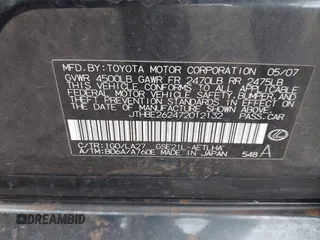 MFD. BY: TOYOTA MOTOR CORPORATION 05/07
GVWR 4500LB GAWR FR 2470LB RR 2475LB
THIS VEHICLE CONFORMS TO ALL APPLICABLE
FEDERAL MOTOR VEHICLE SAFETY, BUMPER, AND
THEFT PREVENTION STANDARDS IN EFFECT ON
THE DATE OF MANUFACTURE SHOWN ABOVE.
JTHBE262472012132 PASS.CAR
C/TR: 1G0/LA27 GSE21L-AETLHA
A/TM: B06A/A760E MADE IN JAPAN 548 A
DREAMBID